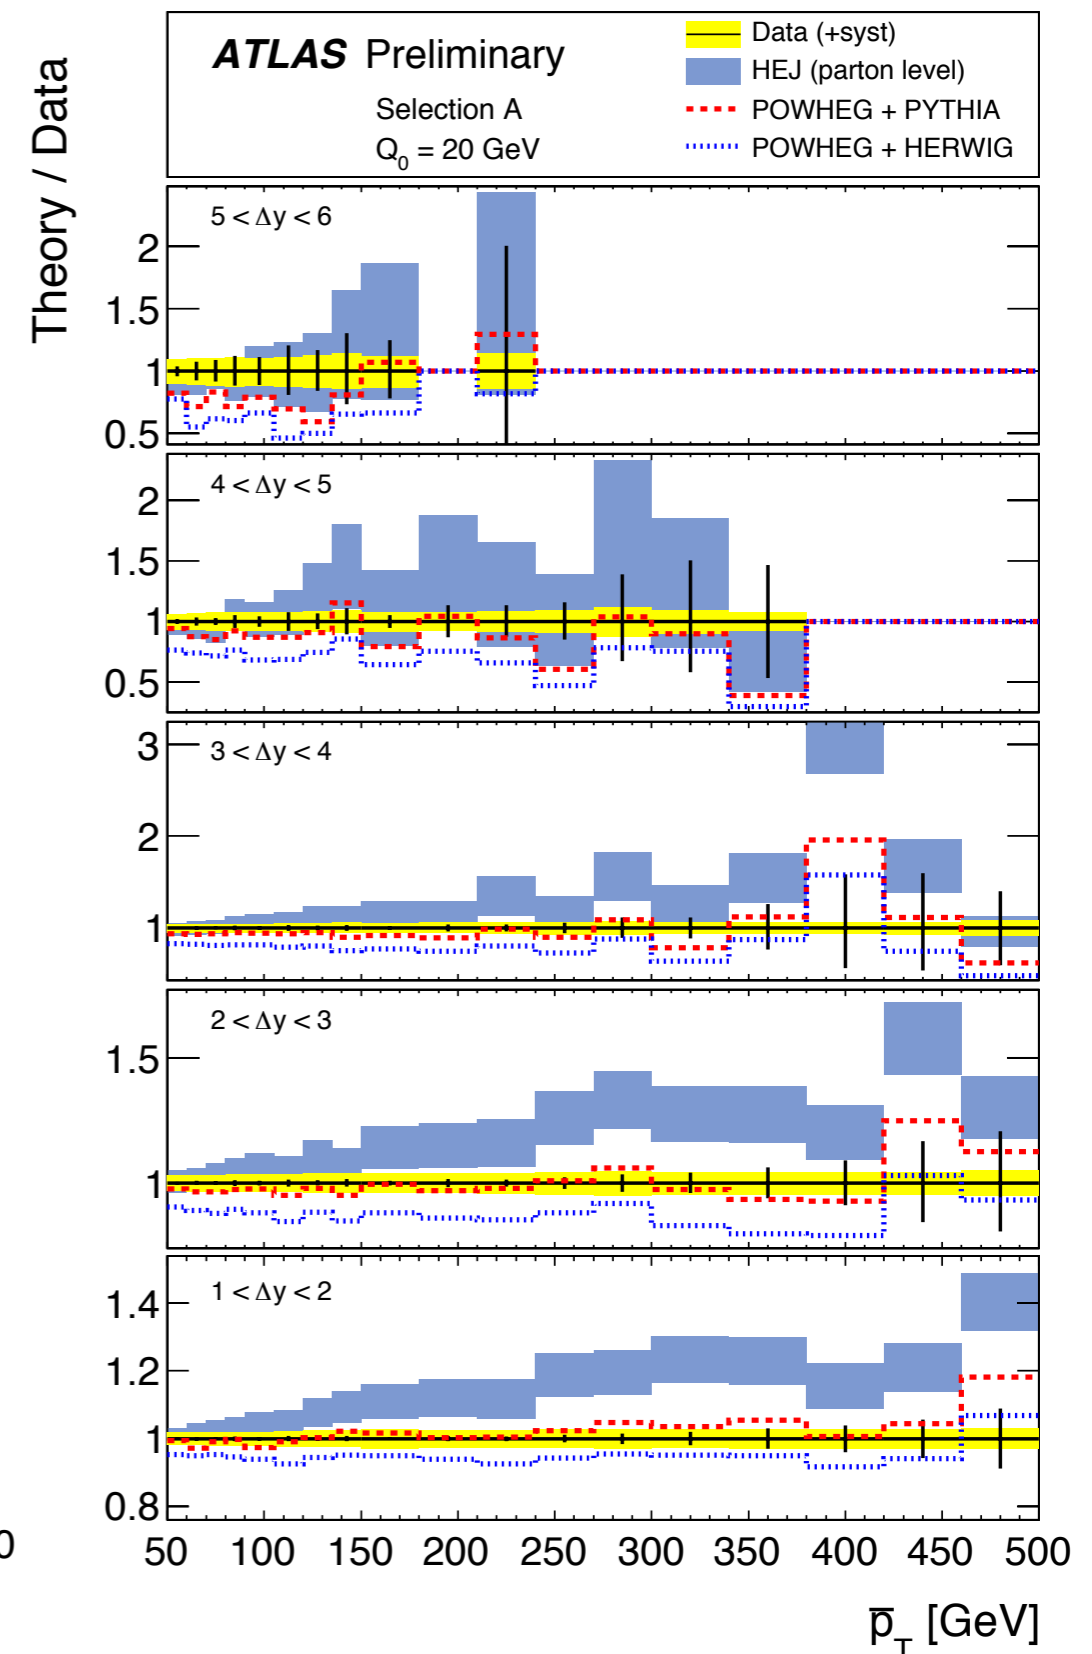 ATLAS Preliminary
Selection A
Q₀ = 20 GeV
Data (+syst)
HEJ (parton level)
POWHEG + PYTHIA
POWHEG + HERWIG
Theory / Data
5 < Δy < 6
2
1.5
1
0.5
4 < Δy < 5
2
1.5
1
0.5
3 < Δy < 4
3
2
1
2 < Δy < 3
1.5
1
1 < Δy < 2
1.4
1.2
1
0.8
0
50 100 150 200 250 300 350 400 450 500
p̅_T [GeV]